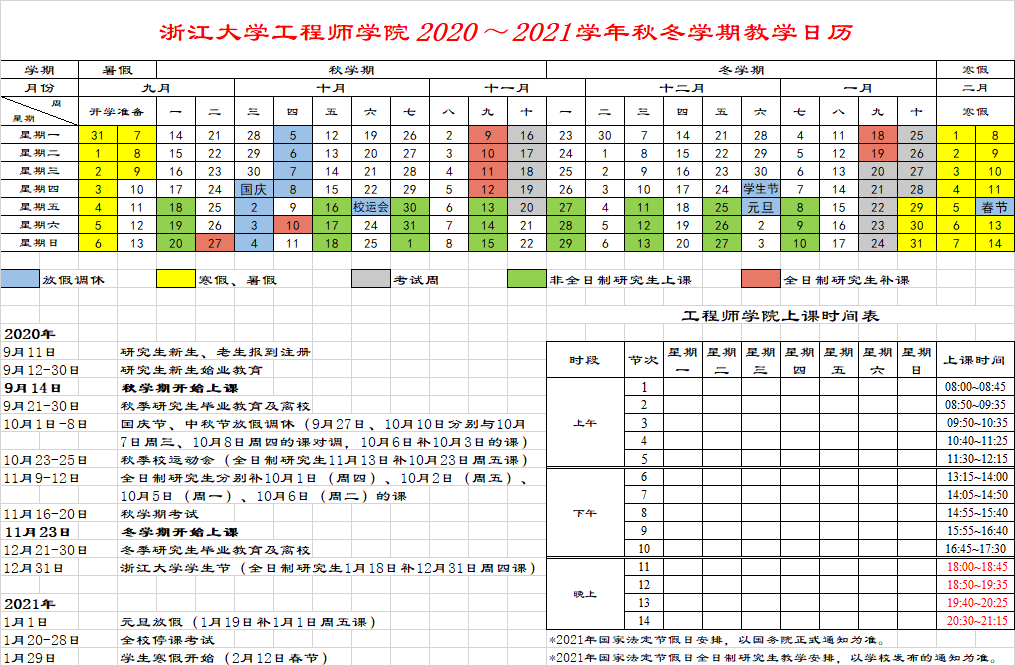 浙江大学工程师学院 2020～2021学年秋冬学期教学日历
学期 暑假 秋学期 冬学期 寒假
月份 九月 十月 十一月 十二月 一月 二月
周 星期 开学准备 一 二 三 四 五 六 七 八 九 十 一 二 三 四 五 六 七 八 九 十 寒假
星期一 31 7 14 21 28 5 12 19 26 2 9 16 23 30 7 14 21 28 4 11 18 25 1 8
星期二 1 8 15 22 29 6 13 20 27 3 10 17 24 1 8 15 22 29 5 12 19 26 2 9
星期三 2 9 16 23 30 7 14 21 28 4 11 18 25 2 9 16 23 30 6 13 20 27 3 10
星期四 3 10 17 24 国庆 8 15 22 29 5 12 19 26 3 10 17 24 学生节 7 14 21 28 4 11
星期五 4 11 18 25 2 9 16 校运会 30 6 13 20 27 4 11 18 25 元旦 8 15 22 29 5 春节
星期六 5 12 19 26 3 10 17 24 31 7 14 21 28 5 12 19 26 2 9 16 23 30 6 13
星期日 6 13 20 27 4 11 18 25 1 8 15 22 29 6 13 20 27 3 10 17 24 31 7 14
放假调休 寒假、暑假 考试周 非全日制研究生上课 全日制研究生补课
2020年
9月11日 研究生新生、老生报到注册
9月12-30日 研究生新生始业教育
9月14日 秋学期开始上课
9月21-30日 秋季研究生毕业教育及离校
10月1日-8日 国庆节、中秋节放假调休（9月27日、10月10日分别与10月
7日周三、10月8日周四的课对调，10月6日补10月3日的课）
10月23-25日 秋季校运动会（全日制研究生11月13日补10月23日周五课）
11月9-12日 全日制研究生分别补10月1日（周四）、10月2日（周五）、
10月5日（周一）、10月6日（周二）的课
11月16-20日 秋学期考试
11月23日 冬学期开始上课
12月21-30日 冬季研究生毕业教育及离校
12月31日 浙江大学学生节（全日制研究生1月18日补12月31日周四课）
2021年
1月1日 元旦放假（1月19日补1月1日周五课）
1月20-28日 全校停课考试
1月29日 学生寒假开始（2月12日春节）
工程师学院上课时间表
时段 节次 星期一 星期二 星期三 星期四 星期五 星期六 星期日 上课时间
上午
1 08:00~08:45
2 08:50~09:35
3 09:50~10:35
4 10:40~11:25
5 11:30~12:15
下午
6 13:15~14:00
7 14:05~14:50
8 14:55~15:40
9 15:55~16:40
10 16:45~17:30
晚上
11 18:00~18:45
12 18:50~19:35
13 19:40~20:25
14 20:30~21:15
*2021年国家法定节假日安排，以国务院正式通知为准。
*2021年国家法定节假日全日制研究生教学安排，以学校发布的通知为准。